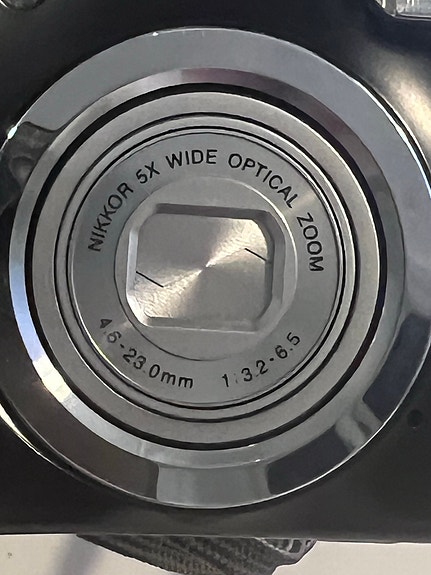 NIKKOR 5X WIDE OPTICAL ZOOM
4.6-23.0mm 1:3.2-6.5